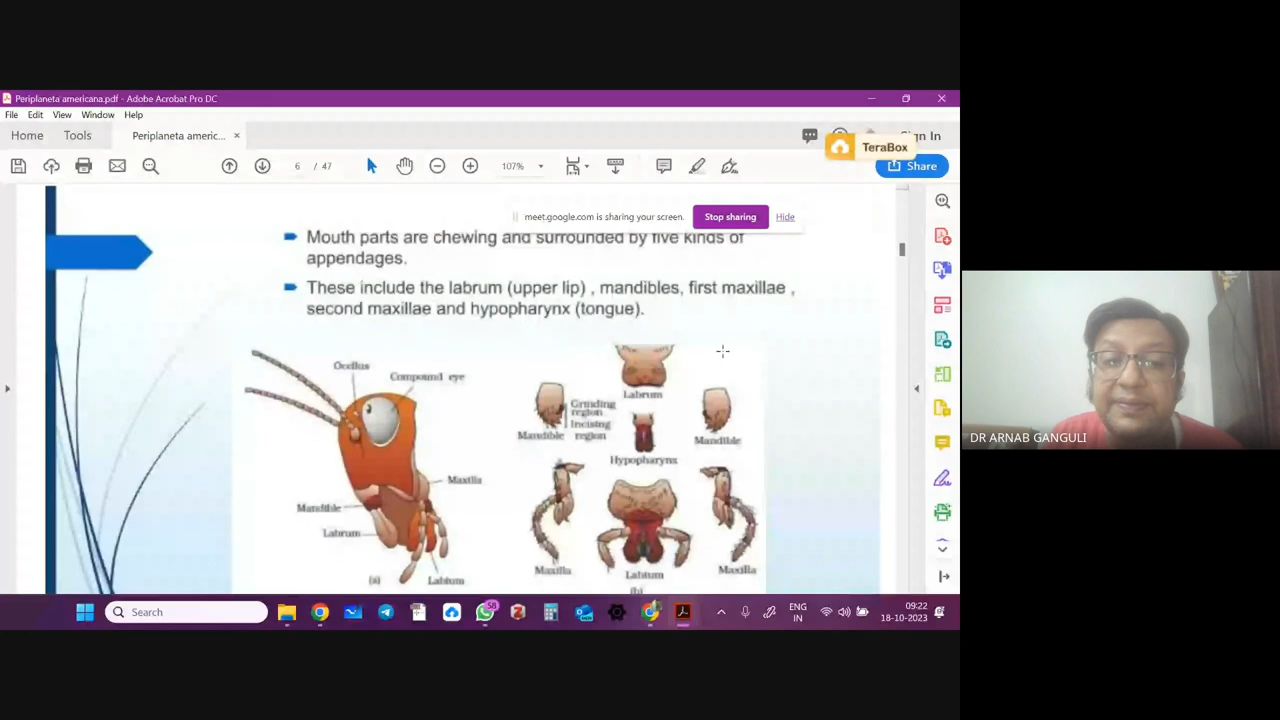 Periplaneta americana.pdf - Adobe Acrobat Pro DC
File Edit View Window Help
Home Tools Periplaneta americ... × Sign In
TeraBox
6 / 47 107% Share
meet.google.com is sharing your screen. Stop sharing Hide
Mouth parts are chewing and surrounded by five kinds of
appendages.
These include the labrum (upper lip) , mandibles, first maxillae ,
second maxillae and hypopharynx (tongue).
Ocellus
Compound eye
Maxilla
Mandible
Labrum
(a)
Labium
Labrum
Grinding
region
Incising
region
Mandible
Mandible
Hypopharynx
Maxilla
Labium
Maxilla
(b)
DR ARNAB GANGULI
Search
58
ENG
IN
09:22
18-10-2023